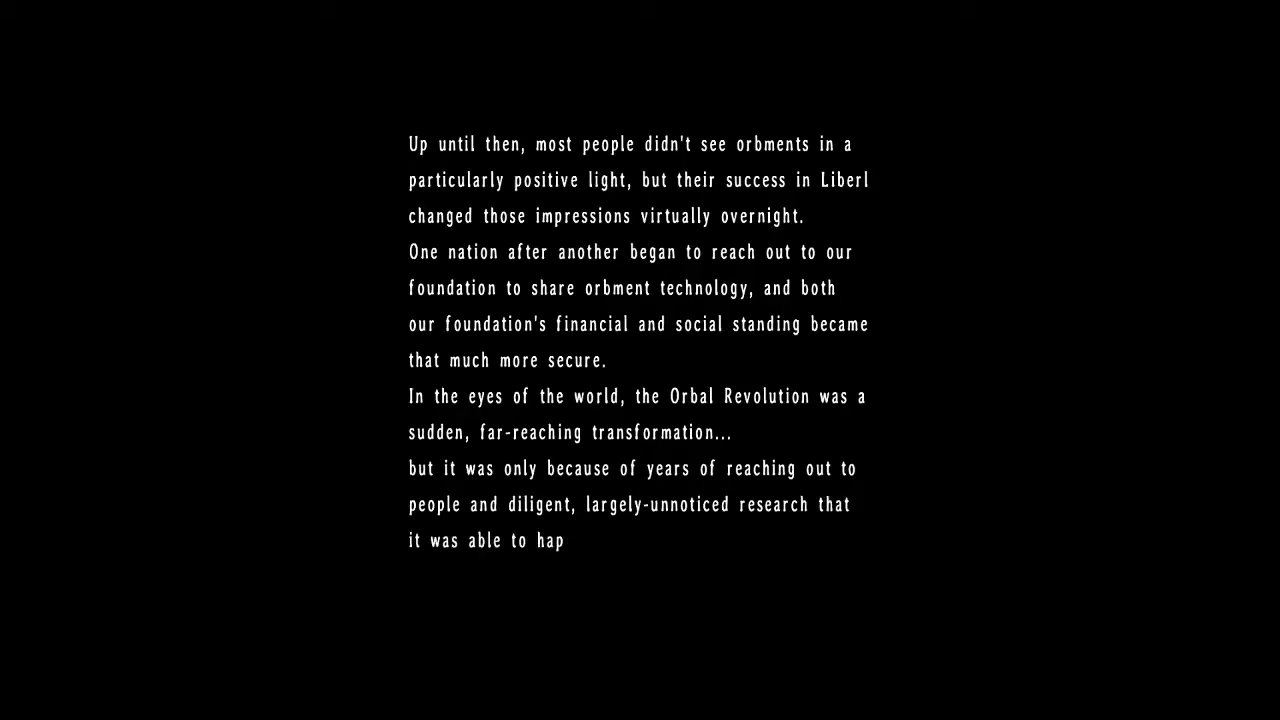 Up until then, most people didn't see orbments in a
particularly positive light, but their success in Liberl
changed those impressions virtually overnight.
One nation after another began to reach out to our
foundation to share orbment technology, and both
our foundation's financial and social standing became
that much more secure.
In the eyes of the world, the Orbal Revolution was a
sudden, far-reaching transformation...
but it was only because of years of reaching out to
people and diligent, largely-unnoticed research that
it was able to hap